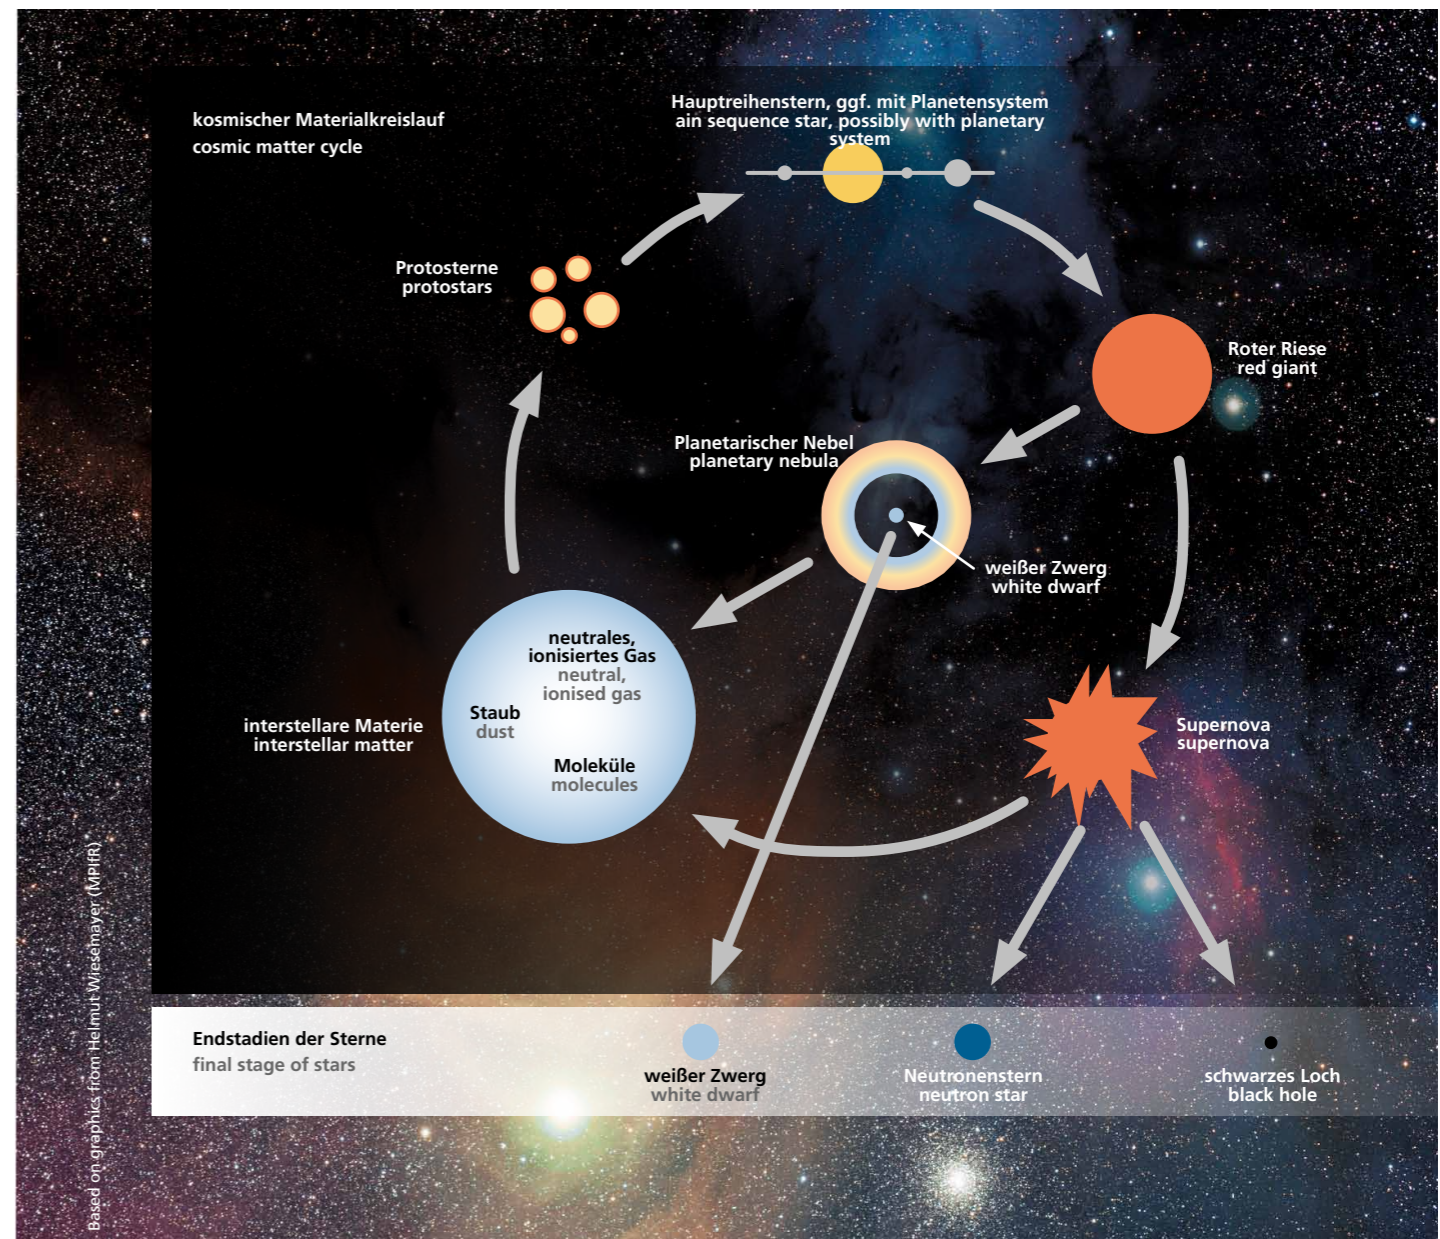 kosmischer Materialkreislauf
cosmic matter cycle
Hauptreihenstern, ggf. mit Planetensystem
ain sequence star, possibly with planetary
system
Protosterne
protostars
Roter Riese
red giant
Planetarischer Nebel
planetary nebula
weißer Zwerg
white dwarf
neutrales,
ionisiertes Gas
neutral,
ionised gas
Staub
dust
Moleküle
molecules
interstellare Materie
interstellar matter
Supernova
supernova
Endstadien der Sterne
final stage of stars
weißer Zwerg
white dwarf
Neutronenstern
neutron star
schwarzes Loch
black hole
Based on graphics from Helmut Wiesemayer (MPIfR)